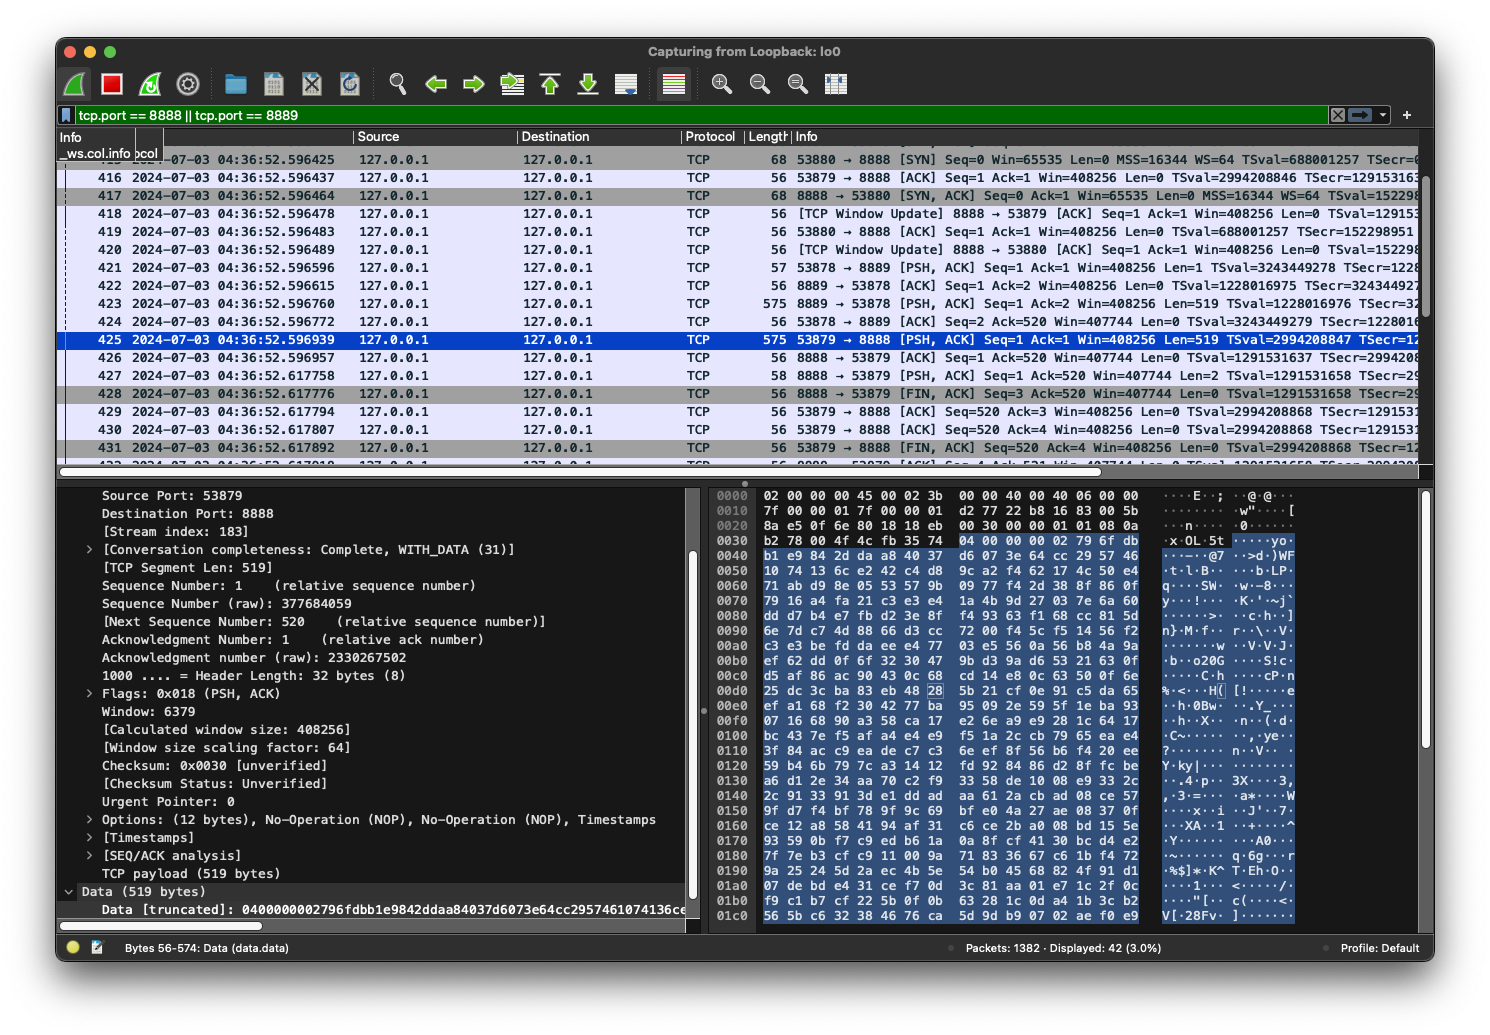 Capturing from Loopback: lo0
tcp.port == 8888 || tcp.port == 8889
Info Source Destination Protocol Length Info
_ws.col.info ocol
2024-07-03 04:36:52.596425 127.0.0.1 127.0.0.1 TCP 68 53880 → 8888 [SYN] Seq=0 Win=65535 Len=0 MSS=16344 WS=64 TSval=688001257 TSecr=0
416 2024-07-03 04:36:52.596437 127.0.0.1 127.0.0.1 TCP 56 53879 → 8888 [ACK] Seq=1 Ack=1 Win=408256 Len=0 TSval=2994208846 TSecr=12915316
417 2024-07-03 04:36:52.596464 127.0.0.1 127.0.0.1 TCP 68 8888 → 53880 [SYN, ACK] Seq=0 Ack=1 Win=65535 Len=0 MSS=16344 WS=64 TSval=152298
418 2024-07-03 04:36:52.596478 127.0.0.1 127.0.0.1 TCP 56 [TCP Window Update] 8888 → 53879 [ACK] Seq=1 Ack=1 Win=408256 Len=0 TSval=129153
419 2024-07-03 04:36:52.596483 127.0.0.1 127.0.0.1 TCP 56 53880 → 8888 [ACK] Seq=1 Ack=1 Win=408256 Len=0 TSval=688001257 TSecr=152298951
420 2024-07-03 04:36:52.596489 127.0.0.1 127.0.0.1 TCP 56 [TCP Window Update] 8888 → 53880 [ACK] Seq=1 Ack=1 Win=408256 Len=0 TSval=152298
421 2024-07-03 04:36:52.596596 127.0.0.1 127.0.0.1 TCP 57 53878 → 8889 [PSH, ACK] Seq=1 Ack=1 Win=408256 Len=1 TSval=3243449278 TSecr=1228
422 2024-07-03 04:36:52.596615 127.0.0.1 127.0.0.1 TCP 56 8889 → 53878 [ACK] Seq=1 Ack=2 Win=408256 Len=0 TSval=1228016975 TSecr=324344927
423 2024-07-03 04:36:52.596760 127.0.0.1 127.0.0.1 TCP 575 8889 → 53878 [PSH, ACK] Seq=1 Ack=2 Win=408256 Len=519 TSval=1228016976 TSecr=32
424 2024-07-03 04:36:52.596772 127.0.0.1 127.0.0.1 TCP 56 53878 → 8889 [ACK] Seq=2 Ack=520 Win=407744 Len=0 TSval=3243449279 TSecr=1228016
425 2024-07-03 04:36:52.596939 127.0.0.1 127.0.0.1 TCP 575 53879 → 8888 [PSH, ACK] Seq=1 Ack=1 Win=408256 Len=519 TSval=2994208847 TSecr=12
426 2024-07-03 04:36:52.596957 127.0.0.1 127.0.0.1 TCP 56 8888 → 53879 [ACK] Seq=1 Ack=520 Win=407744 Len=0 TSval=1291531637 TSecr=2994208
427 2024-07-03 04:36:52.617758 127.0.0.1 127.0.0.1 TCP 58 8888 → 53879 [PSH, ACK] Seq=1 Ack=520 Win=407744 Len=2 TSval=1291531658 TSecr=29
428 2024-07-03 04:36:52.617776 127.0.0.1 127.0.0.1 TCP 56 8888 → 53879 [FIN, ACK] Seq=3 Ack=520 Win=407744 Len=0 TSval=1291531658 TSecr=29
429 2024-07-03 04:36:52.617794 127.0.0.1 127.0.0.1 TCP 56 53879 → 8888 [ACK] Seq=520 Ack=3 Win=408256 Len=0 TSval=2994208868 TSecr=1291531
430 2024-07-03 04:36:52.617807 127.0.0.1 127.0.0.1 TCP 56 53879 → 8888 [ACK] Seq=520 Ack=4 Win=408256 Len=0 TSval=2994208868 TSecr=1291531
431 2024-07-03 04:36:52.617892 127.0.0.1 127.0.0.1 TCP 56 53879 → 8888 [FIN, ACK] Seq=520 Ack=4 Win=408256 Len=0 TSval=2994208868 TSecr=12
Source Port: 53879
Destination Port: 8888
[Stream index: 183]
[Conversation completeness: Complete, WITH_DATA (31)]
[TCP Segment Len: 519]
Sequence Number: 1 (relative sequence number)
Sequence Number (raw): 377684059
[Next Sequence Number: 520 (relative sequence number)]
Acknowledgment Number: 1 (relative ack number)
Acknowledgment number (raw): 2330267502
1000 .... = Header Length: 32 bytes (8)
Flags: 0x018 (PSH, ACK)
Window: 6379
[Calculated window size: 408256]
[Window size scaling factor: 64]
Checksum: 0x0030 [unverified]
[Checksum Status: Unverified]
Urgent Pointer: 0
Options: (12 bytes), No-Operation (NOP), No-Operation (NOP), Timestamps
[Timestamps]
[SEQ/ACK analysis]
TCP payload (519 bytes)
Data (519 bytes)
Data [truncated]: 0400000002796fdbb1e9842ddaa84037d6073e64cc2957461074136ce
0000 02 00 00 00 45 00 02 3b 00 00 40 00 40 06 00 00 ····E··; ··@·@···
0010 7f 00 00 01 7f 00 00 01 d2 77 22 b8 16 83 00 5b ········ ·w"····[
0020 8a e5 0f 6e 80 18 18 eb 00 30 00 00 01 01 08 0a ···n···· ·0······
0030 b2 78 00 4f 4c fb 35 74 04 00 00 00 02 79 6f db ·x·OL·5t ·····yo·
0040 b1 e9 84 2d da a8 40 37 d6 07 3e 64 cc 29 57 46 ···-··@7 ··>d·)WF
0050 10 74 13 6c e2 42 c4 d8 9c a2 f4 62 17 4c 50 e4 ·t·l·B·· ···b·LP·
0060 71 ab d9 8e 05 53 57 9b 09 77 f4 2d 38 8f 86 0f q····SW· ·w·-8···
0070 79 16 a4 fa 21 c3 e3 e4 1a 4b 9d 27 03 7e 6a 60 y···!··· ·K·'·~j`
0080 dd d7 b4 e7 fb d2 3e 8f f4 93 63 f1 68 cc 81 5d ······>· ··c·h··]
0090 6e 7d c7 4d 88 66 d3 cc 72 00 f4 5c f5 14 56 f2 n}·M·f·· r··\··V·
00a0 c3 e3 be fd da ee e4 77 03 e5 56 0a 56 b8 4a 9a ·······w ··V·V·J·
00b0 ef 62 dd 0f 6f 32 30 47 9b d3 9a d6 53 21 63 0f ·b··o20G ····S!c·
00c0 d5 af 86 ac 90 43 0c 68 cd 14 e8 0c 63 50 0f 6e ·····C·h ····cP·n
00d0 25 dc 3c ba 83 eb 48 28 5b 21 cf 0e 91 c5 da 65 %·<···H( [!·····e
00e0 ef a1 68 f2 30 42 77 ba 95 09 2e 59 5f 1e ba 93 ··h·0Bw· ··.Y_···
00f0 07 16 68 90 a3 58 ca 17 e2 6e a9 e9 28 1c 64 17 ··h··X·· ·n··(·d·
0100 bc 43 7e f5 af a4 e4 e9 f5 1a 2c cb 79 65 ea e4 ·C~····· ··,·ye··
0110 3f 84 ac c9 ea de c7 c3 6e ef 8f 56 b6 f4 20 ee ?······· n··V·· ·
0120 59 b4 6b 79 7c a3 14 12 fd 92 84 86 d2 8f fc be Y·ky|··· ········
0130 a6 d1 2e 34 aa 70 c2 f9 33 58 de 10 08 e9 33 2c ··.4·p·· 3X····3,
0140 2c 91 33 91 3d e1 dd ad aa 61 2c cb ad 08 ce 57 ,·3·=··· ·a,····W
0150 9f d7 f4 bf 78 9f 9c 69 bf e0 4a 27 ae 08 37 0f ····x··i ··J'··7·
0160 ce 12 a8 58 41 94 af 31 c6 ce 2b a0 08 bd 15 5e ···XA··1 ··+····^
0170 93 59 0b f7 c9 ed b6 1a 0a 8f cf 41 30 bc d4 e2 ·Y······ ···A0···
0180 7f 7e b3 cf c9 11 00 9a 71 83 36 67 c6 1b f4 72 ·~······ q·6g···r
0190 9a 25 24 5d 2a ec 4b 5e 54 b0 45 68 82 4f 91 d1 ·%$]*·K^ T·Eh·O··
01a0 07 de bd e4 31 ce f7 0d 3c 81 aa 01 e7 1c 2f 0c ····1··· <·····/·
01b0 f9 c1 b7 cf 22 5b 0f 0b 63 28 1c 0d a4 1b 3c b2 ····"[·· c(····<·
01c0 56 5b c6 32 38 46 76 ca 5d 9d b9 07 02 ae f0 e9 V[·28Fv· ]·······
Bytes 56-574: Data (data.data)
Packets: 1382 · Displayed: 42 (3.0%)
Profile: Default